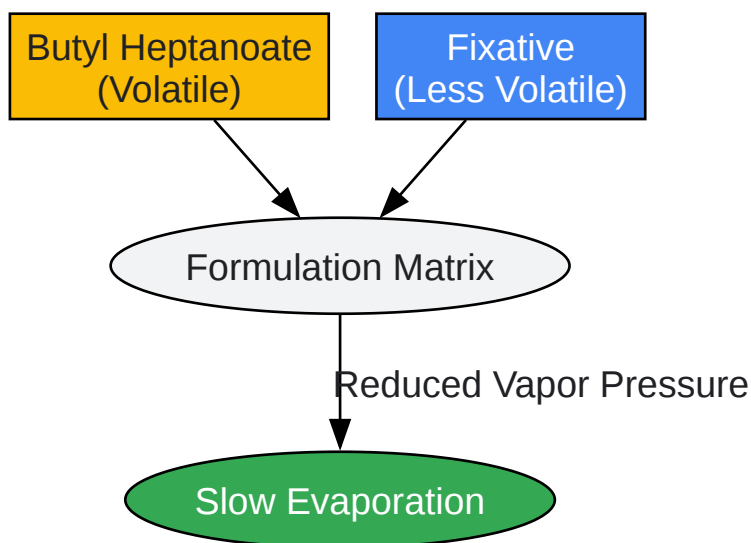 Butyl Heptanoate
(Volatile)
Fixative
(Less Volatile)
Formulation Matrix
Reduced Vapor Pressure
Slow Evaporation